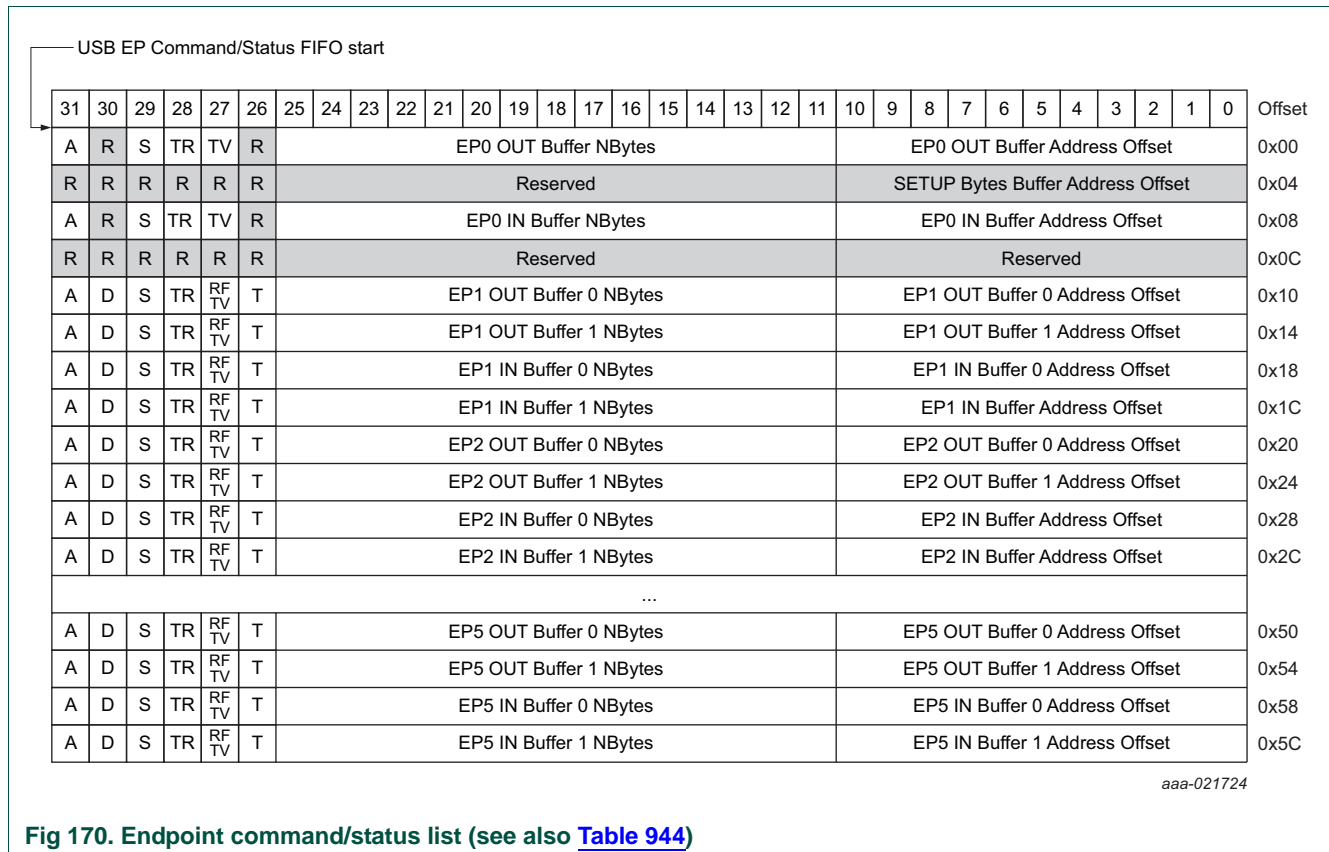 USB EP Command/Status FIFO start
31 30 29 28 27 26 25 24 23 22 21 20 19 18 17 16 15 14 13 12 11 10 9 8 7 6 5 4 3 2 1 0 Offset
A R S TR TV R EP0 OUT Buffer NBytes EP0 OUT Buffer Address Offset 0x00
R R R R R R Reserved SETUP Bytes Buffer Address Offset 0x04
A R S TR TV R EP0 IN Buffer NBytes EP0 IN Buffer Address Offset 0x08
R R R R R R Reserved Reserved 0x0C
A D S TR RF TV T EP1 OUT Buffer 0 NBytes EP1 OUT Buffer 0 Address Offset 0x10
A D S TR RF TV T EP1 OUT Buffer 1 NBytes EP1 OUT Buffer 1 Address Offset 0x14
A D S TR RF TV T EP1 IN Buffer 0 NBytes EP1 IN Buffer 0 Address Offset 0x18
A D S TR RF TV T EP1 IN Buffer 1 NBytes EP1 IN Buffer Address Offset 0x1C
A D S TR RF TV T EP2 OUT Buffer 0 NBytes EP2 OUT Buffer 0 Address Offset 0x20
A D S TR RF TV T EP2 OUT Buffer 1 NBytes EP2 OUT Buffer 1 Address Offset 0x24
A D S TR RF TV T EP2 IN Buffer 0 NBytes EP2 IN Buffer Address Offset 0x28
A D S TR RF TV T EP2 IN Buffer 1 NBytes EP2 IN Buffer Address Offset 0x2C
...
A D S TR RF TV T EP5 OUT Buffer 0 NBytes EP5 OUT Buffer 0 Address Offset 0x50
A D S TR RF TV T EP5 OUT Buffer 1 NBytes EP5 OUT Buffer 1 Address Offset 0x54
A D S TR RF TV T EP5 IN Buffer 0 NBytes EP5 IN Buffer 0 Address Offset 0x58
A D S TR RF TV T EP5 IN Buffer 1 NBytes EP5 IN Buffer 1 Address Offset 0x5C
aaa-021724
Fig 170. Endpoint command/status list (see also Table 944)